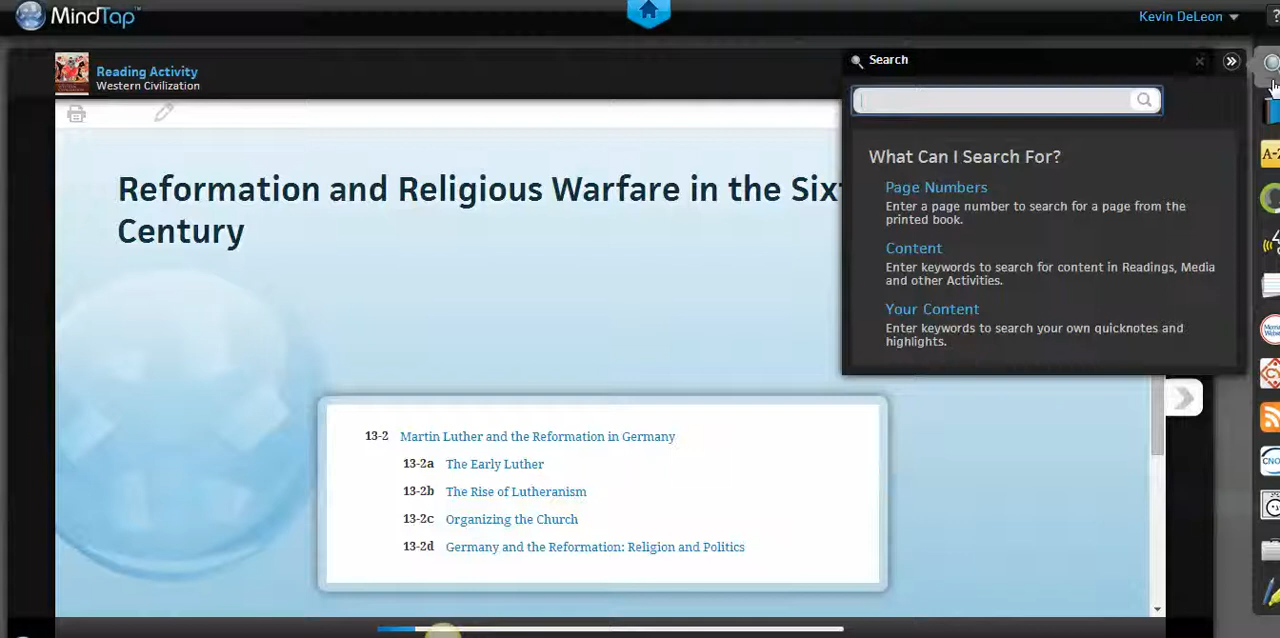 MindTap™
Kevin DeLeon
?
Reading Activity
Western Civilization
Search
What Can I Search For?
Page Numbers
Enter a page number to search for a page from the
printed book.
Content
Enter keywords to search for content in Readings, Media
and other Activities.
Your Content
Enter keywords to search your own quicknotes and
highlights.
Reformation and Religious Warfare in the
Century
13-2 Martin Luther and the Reformation in Germany
13-2a The Early Luther
13-2b The Rise of Lutheranism
13-2c Organizing the Church
13-2d Germany and the Reformation: Religion and Politics